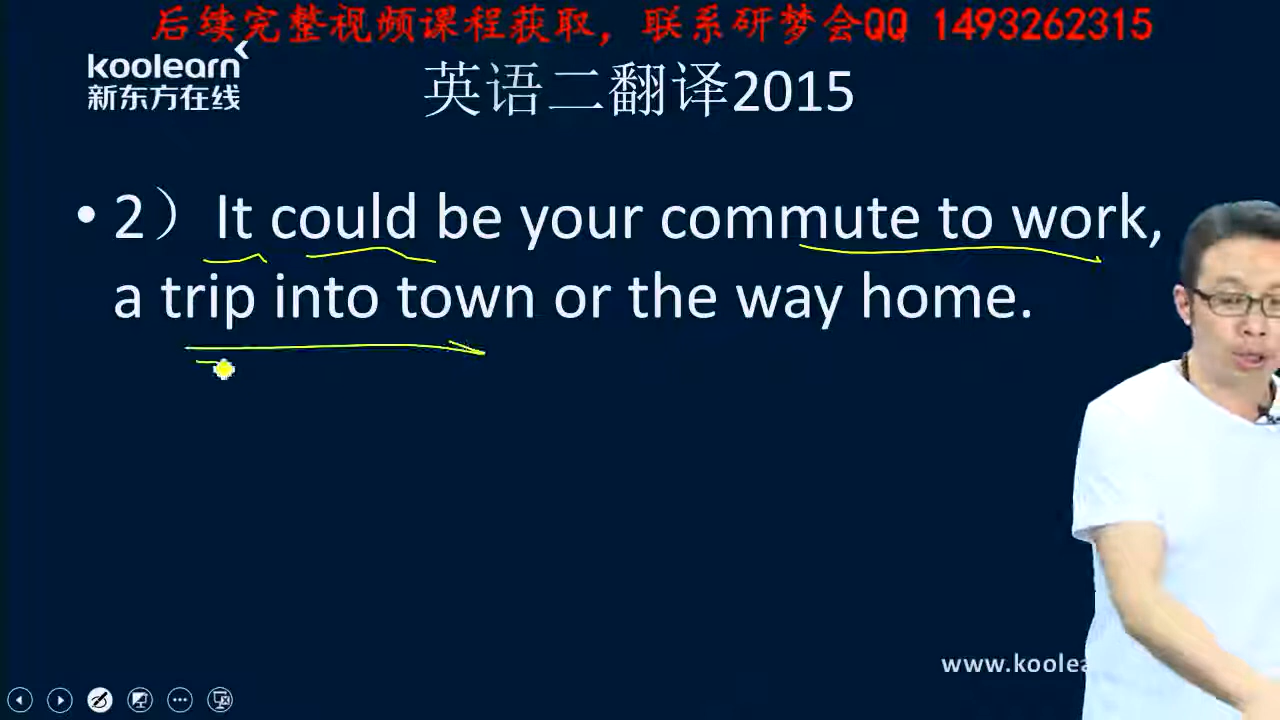 后续完整视频课程获取，联系研梦会QQ 1493262315
koolearn
新东方在线
英语二翻译2015
• 2）It could be your commute to work,
a trip into town or the way home.
www.koolea